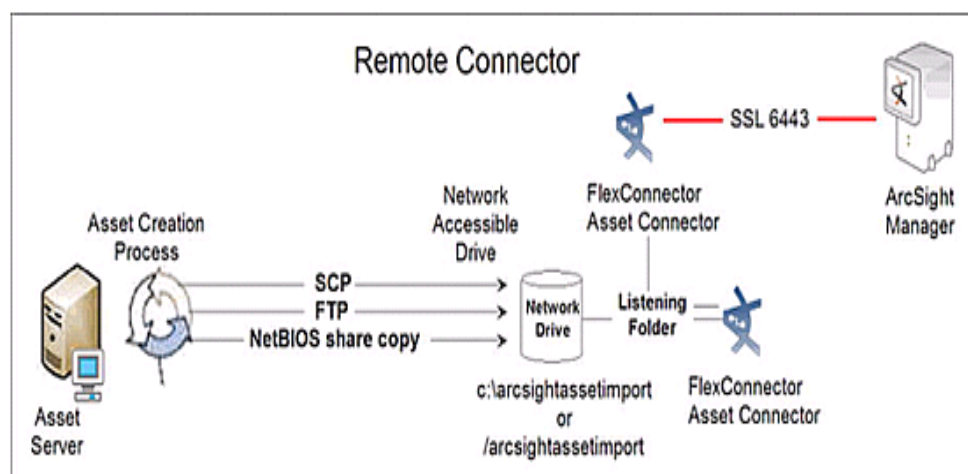 Remote Connector
SSL 6443
ArcSight
Manager
FlexConnector
Asset Connector
Network
Accessible
Drive
Asset Creation
Process
SCP
FTP
NetBIOS share copy
Network
Drive
Listening
Folder
FlexConnector
Asset Connector
c:\arcsightassetimport
or
/arcsightassetimport
Asset
Server